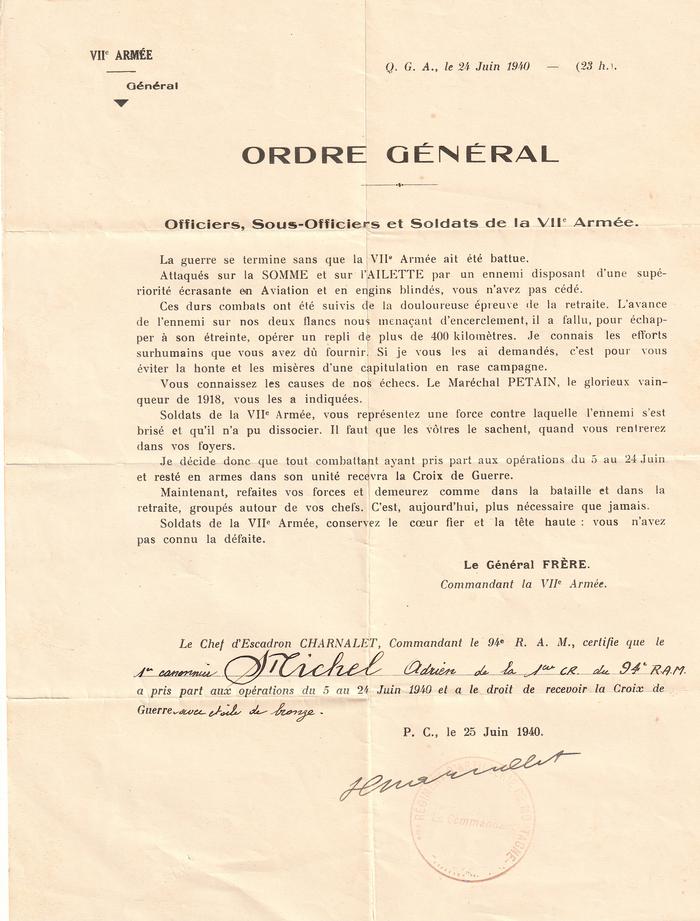 VIIe ARMÉE
Général
Q. G. A., le 24 Juin 1940 — (23 h.).
ORDRE GÉNÉRAL
Officiers, Sous-Officiers et Soldats de la VIIe Armée.
La guerre se termine sans que la VIIe Armée ait été battue.
Attaqués sur la SOMME et sur l'AILETTE par un ennemi disposant d'une supé-
riorité écrasante en Aviation et en engins blindés, vous n'avez pas cédé.
Ces durs combats ont été suivis de la douloureuse épreuve de la retraite. L'avance
de l'ennemi sur nos deux flancs nous menaçant d'encerclement, il a fallu, pour échap-
per à son étreinte, opérer un repli de plus de 400 kilomètres. Je connais les efforts
surhumains que vous avez dû fournir. Si je vous les ai demandés, c'est pour vous
éviter la honte et les misères d'une capitulation en rase campagne.
Vous connaissez les causes de nos échecs. Le Maréchal PETAIN, le glorieux vain-
queur de 1918, vous les a indiquées.
Soldats de la VIIe Armée, vous représentez une force contre laquelle l'ennemi s'est
brisé et qu'il n'a pu dissocier. Il faut que les vôtres le sachent, quand vous rentrerez
dans vos foyers.
Je décide donc que tout combattant ayant pris part aux opérations du 5 au 24 Juin
et resté en armes dans son unité recevra la Croix de Guerre.
Maintenant, refaites vos forces et demeurez comme dans la bataille et dans la
retraite, groupés autour de vos chefs. C'est, aujourd'hui, plus nécessaire que jamais.
Soldats de la VIIe Armée, conservez le cœur fier et la tête haute : vous n'avez
pas connu la défaite.
Le Général FRÈRE.
Commandant la VIIe Armée.
Le Chef d'Escadron CHARNALET, Commandant le 94e R. A. M., certifie que le
1er canonnier Michel Adrien de la 1ere CR. du 94e R.A.M.
a pris part aux opérations du 5 au 24 Juin 1940 et a le droit de recevoir la Croix de
Guerre avec étoile de bronze.
P. C., le 25 Juin 1940.
Le Commandant